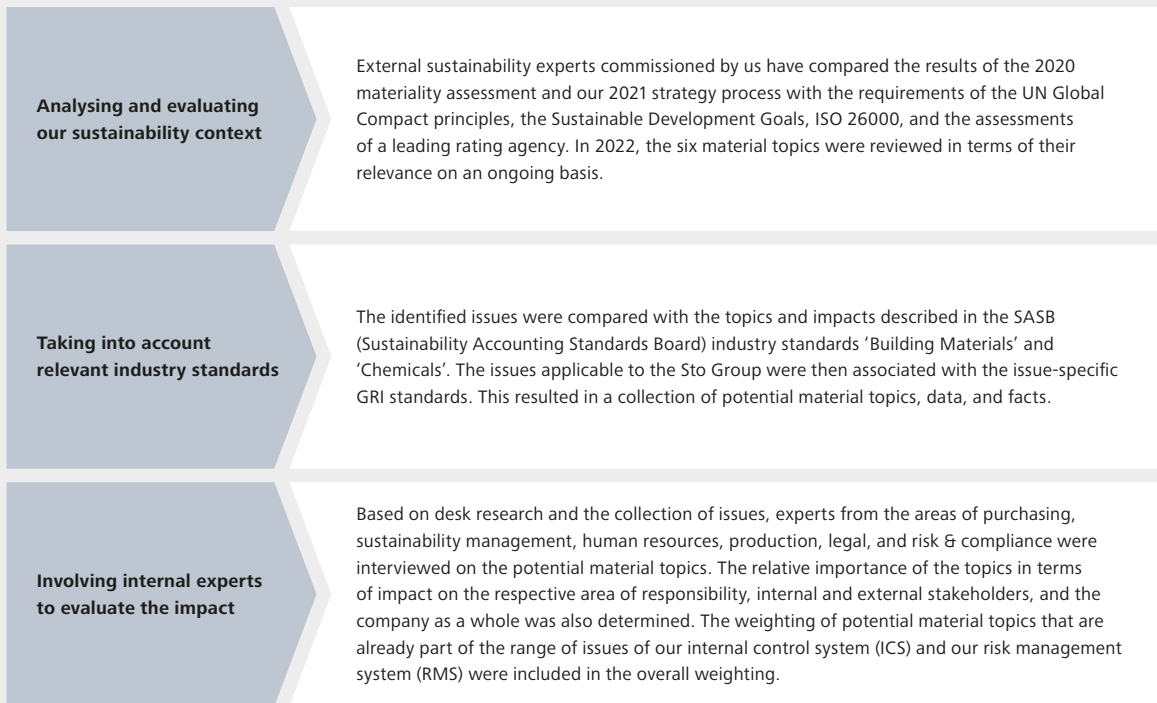 Analysing and evaluating
our sustainability context
External sustainability experts commissioned by us have compared the results of the 2020
materiality assessment and our 2021 strategy process with the requirements of the UN Global
Compact principles, the Sustainable Development Goals, ISO 26000, and the assessments
of a leading rating agency. In 2022, the six material topics were reviewed in terms of their
relevance on an ongoing basis.
Taking into account
relevant industry standards
The identified issues were compared with the topics and impacts described in the SASB
(Sustainability Accounting Standards Board) industry standards ‘Building Materials’ and
‘Chemicals’. The issues applicable to the Sto Group were then associated with the issue-specific
GRI standards. This resulted in a collection of potential material topics, data, and facts.
Involving internal experts
to evaluate the impact
Based on desk research and the collection of issues, experts from the areas of purchasing,
sustainability management, human resources, production, legal, and risk & compliance were
interviewed on the potential material topics. The relative importance of the topics in terms
of impact on the respective area of responsibility, internal and external stakeholders, and the
company as a whole was also determined. The weighting of potential material topics that are
already part of the range of issues of our internal control system (ICS) and our risk management
system (RMS) were included in the overall weighting.